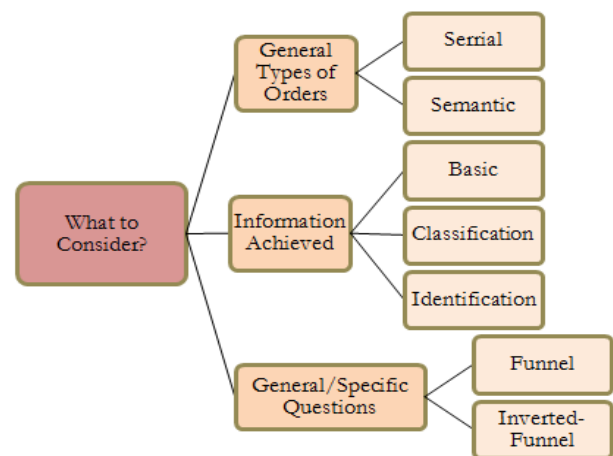 What to
Consider?
General
Types of
Orders
Serrial
Semantic
Information
Achieved
Basic
Classification
Identification
General/Specific
Questions
Funnel
Inverted-
Funnel